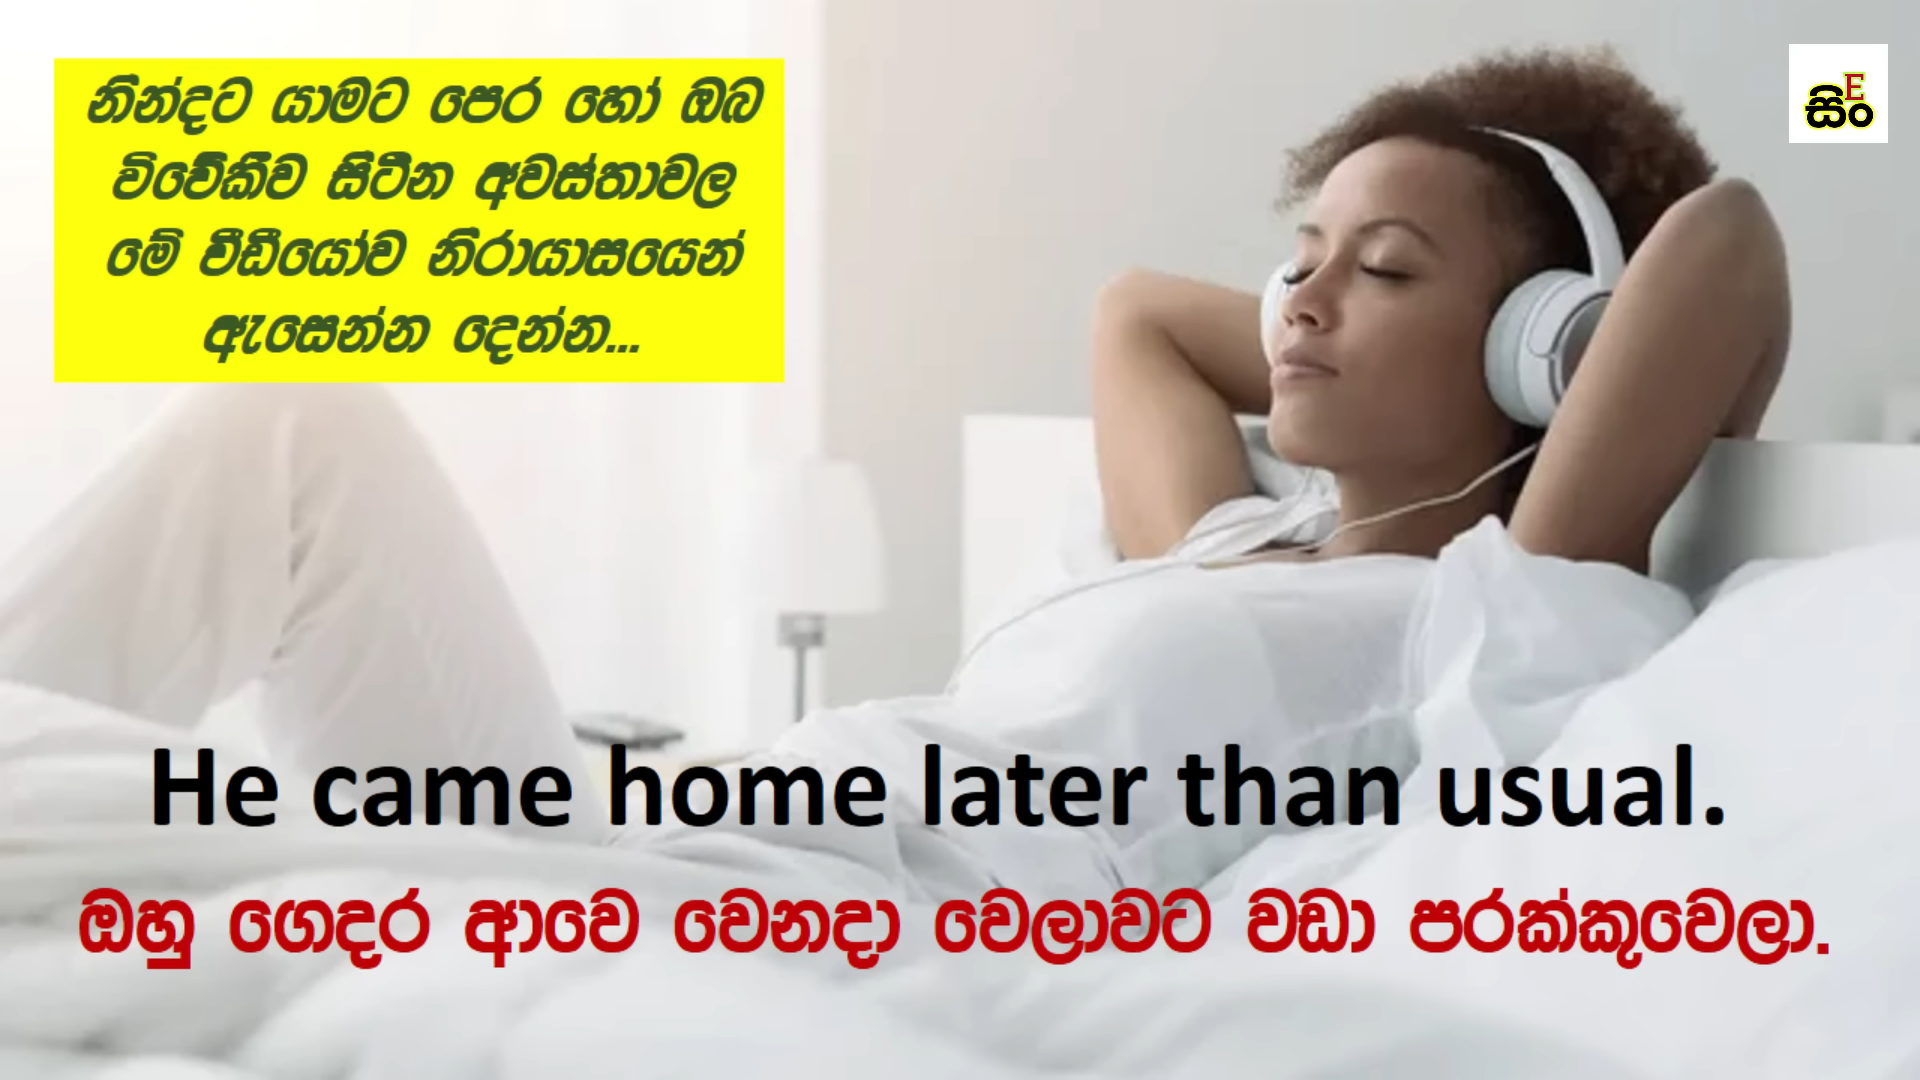 නින්දට යාමට පෙර හෝ ඔබ
විවේකීව සිටින අවස්තාවල
මේ වීඩීයෝව නිරායාසයෙන්
ඇසෙන්න දෙන්න...
සිංE
He came home later than usual.
ඔහු ගෙදර ආවෙ වෙනදා වෙලාවට වඩා පරක්කුවෙලා.